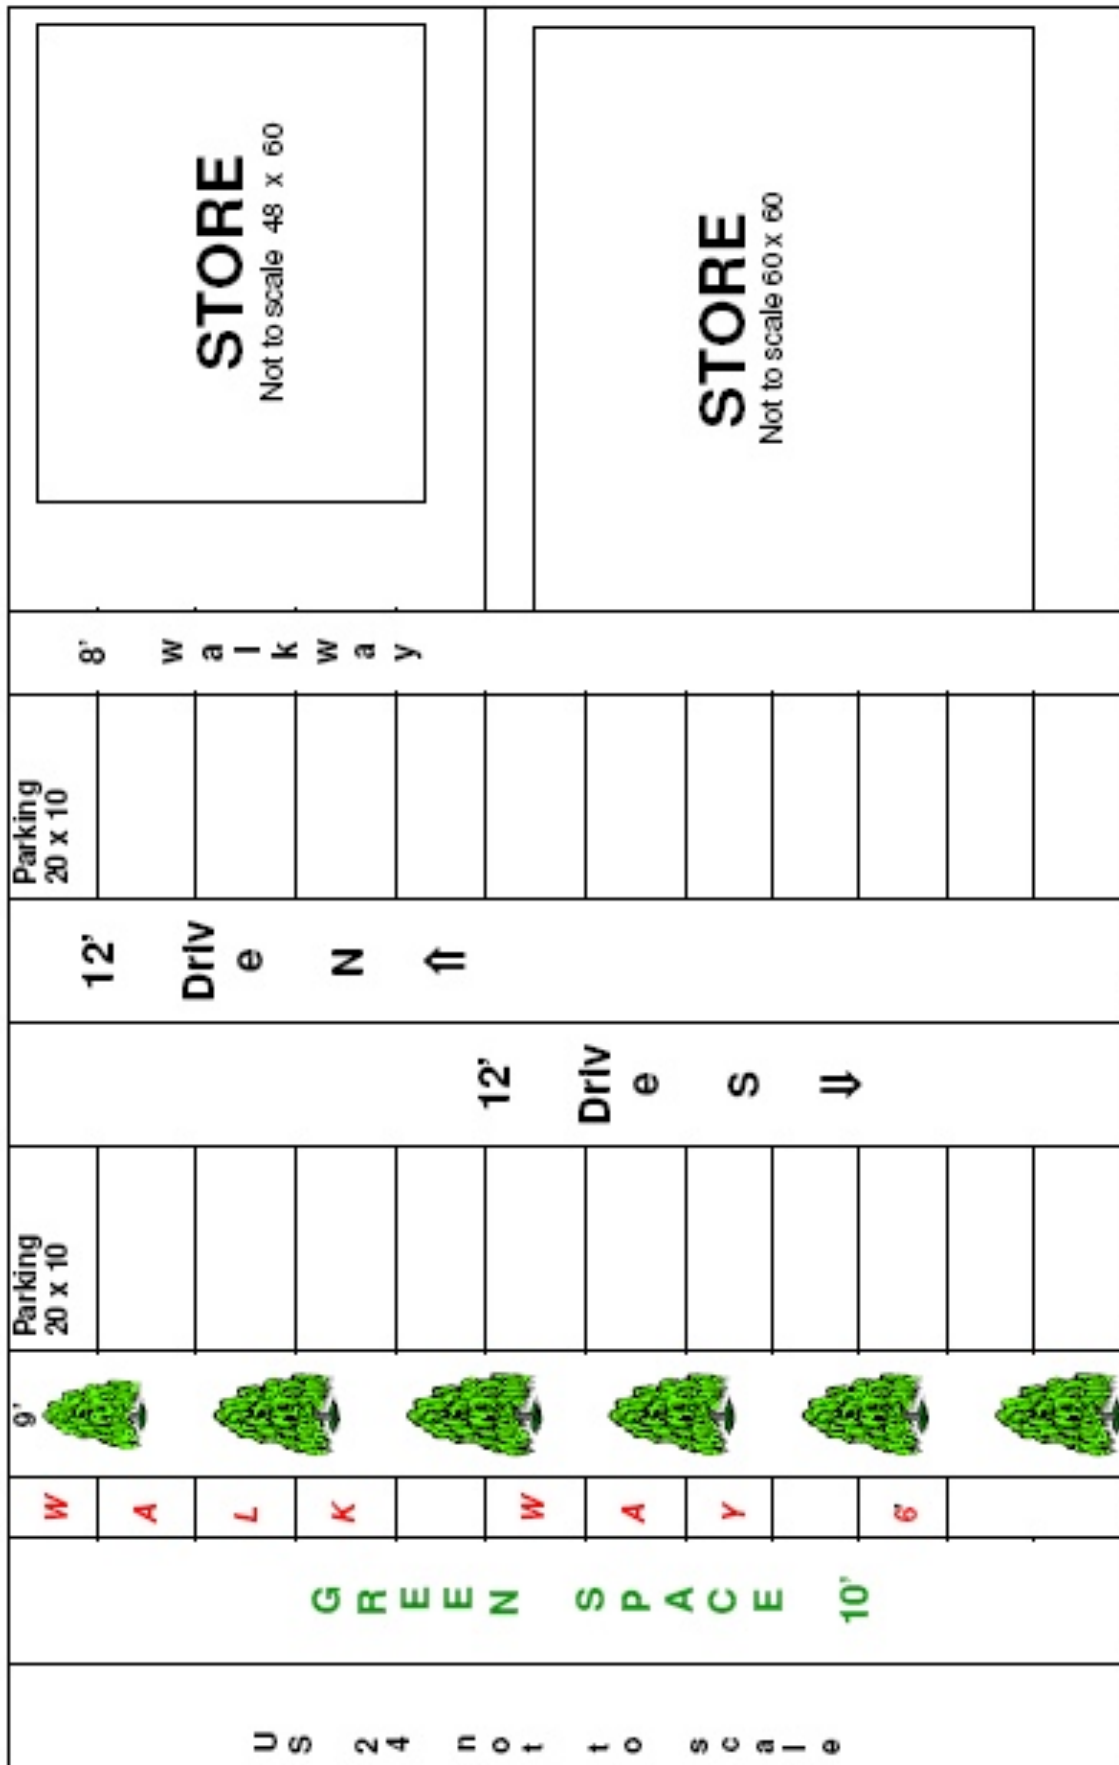 STORE
Not to scale 48 x 60
STORE
Not to scale 60 x 60
8' walkway
Parking
20 x 10
12' Drive N ⇑
12' Drive S ⇓
Parking
20 x 10
9'
WALK WAY 6'
GREEN SPACE 10'
US 24 not to scale